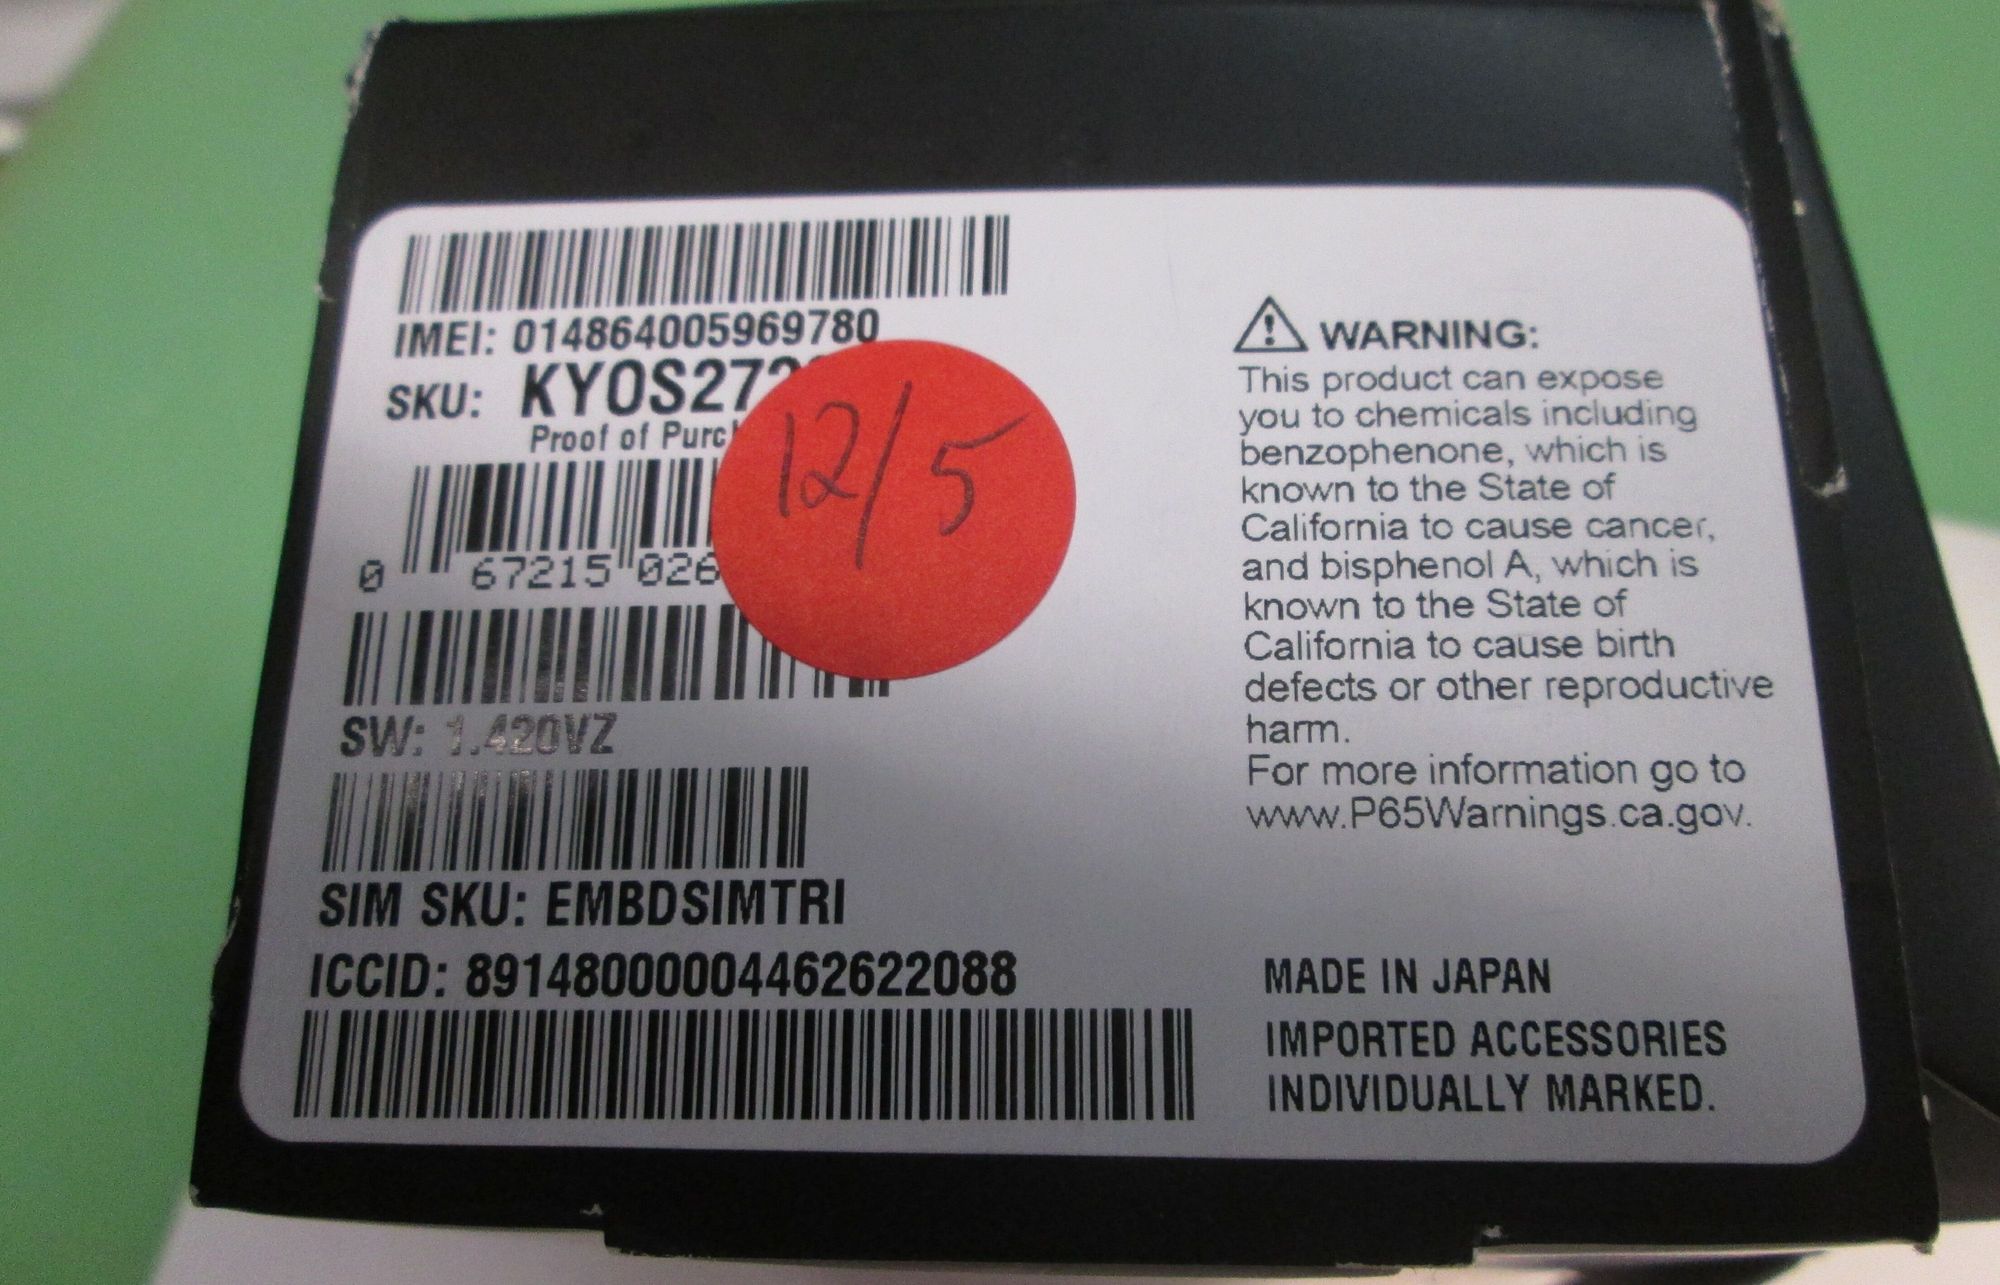 IMEI: 014864005969780
SKU: KYOS272
Proof of Purc
0 67215 026
12/5
SW: 1.420VZ
SIM SKU: EMBDSIMTRI
ICCID: 89148000004462622088
WARNING:
This product can expose
you to chemicals including
benzophenone, which is
known to the State of
California to cause cancer,
and bisphenol A, which is
known to the State of
California to cause birth
defects or other reproductive
harm.
For more information go to
www.P65Warnings.ca.gov.
MADE IN JAPAN
IMPORTED ACCESSORIES
INDIVIDUALLY MARKED.